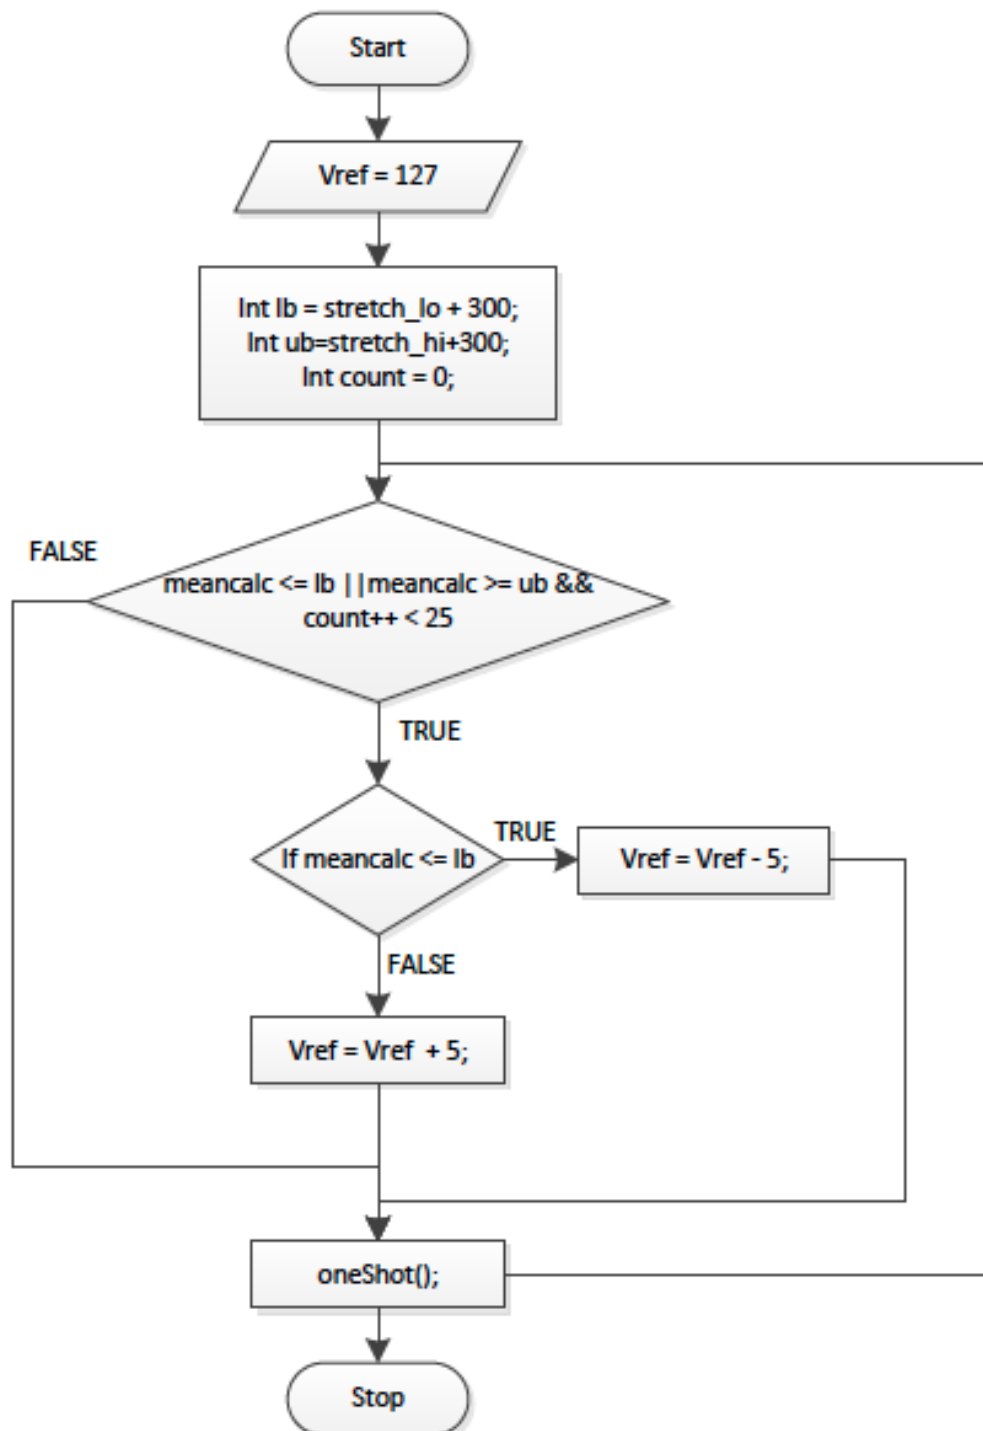 Start
Vref = 127
Int lb = stretch_lo + 300;
Int ub=stretch_hi+300;
Int count = 0;
FALSE
meancalc <= lb ||meancalc >= ub &&
count++ < 25
TRUE
If meancalc <= lb
TRUE
Vref = Vref - 5;
FALSE
Vref = Vref + 5;
oneShot();
Stop